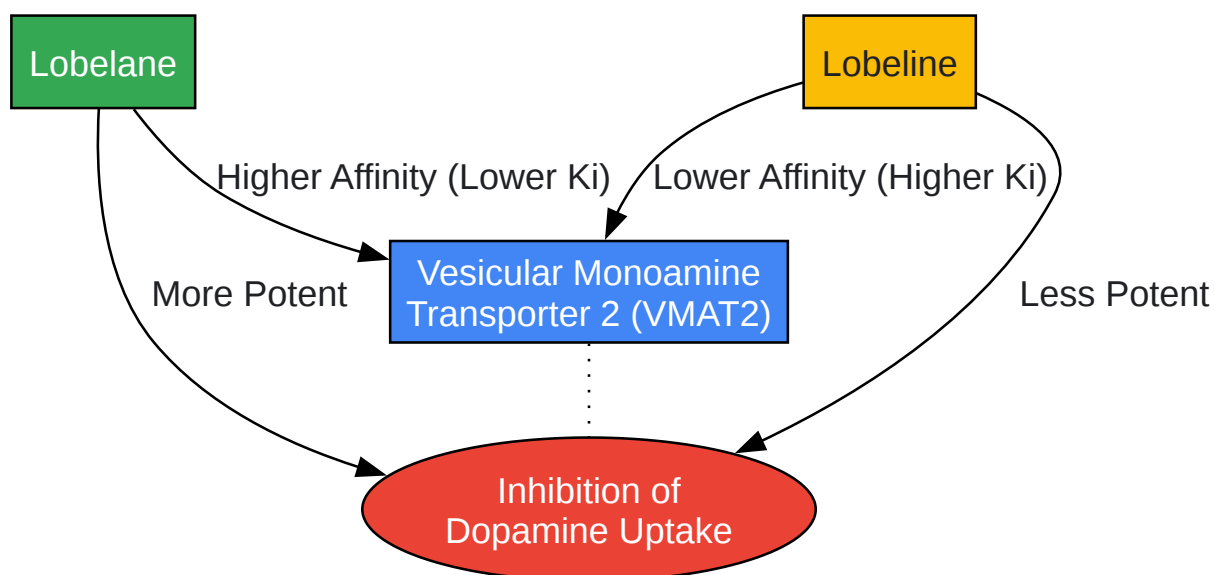 Lobelane
Lobeline
Higher Affinity (Lower Ki)
Lower Affinity (Higher Ki)
Vesicular Monoamine
Transporter 2 (VMAT2)
More Potent
Less Potent
Inhibition of
Dopamine Uptake